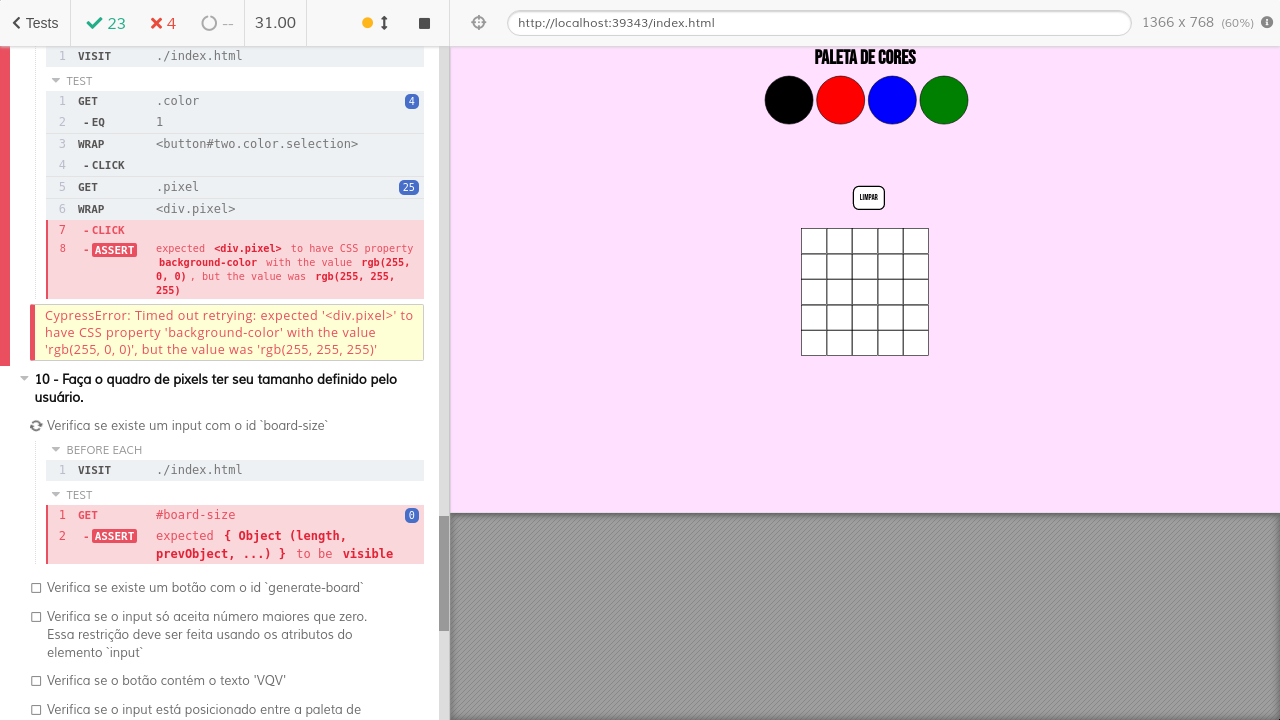 Tests 23 4 -- 31.00 http://localhost:39343/index.html 1366 x 768 (60%)
1 VISIT ./index.html
TEST
1 GET .color 4
2 - EQ 1
3 WRAP <button#two.color.selection>
4 - CLICK
5 GET .pixel 25
6 WRAP <div.pixel>
7 - CLICK
8 - ASSERT expected <div.pixel> to have CSS property
background-color with the value rgb(255,
0, 0) , but the value was rgb(255, 255,
255)
CypressError: Timed out retrying: expected '<div.pixel>' to
have CSS property 'background-color' with the value
'rgb(255, 0, 0)', but the value was 'rgb(255, 255, 255)'
10 - Faça o quadro de pixels ter seu tamanho definido pelo
usuário.
Verifica se existe um input com o id `board-size`
BEFORE EACH
1 VISIT ./index.html
TEST
1 GET #board-size 0
2 - ASSERT expected { Object (length,
prevObject, ...) } to be visible
Verifica se existe um botão com o id `generate-board`
Verifica se o input só aceita número maiores que zero.
Essa restrição deve ser feita usando os atributos do
elemento `input`
Verifica se o botão contém o texto 'VQV'
Verifica se o input está posicionado entre a paleta de
PALETA DE CORES
LIMPAR